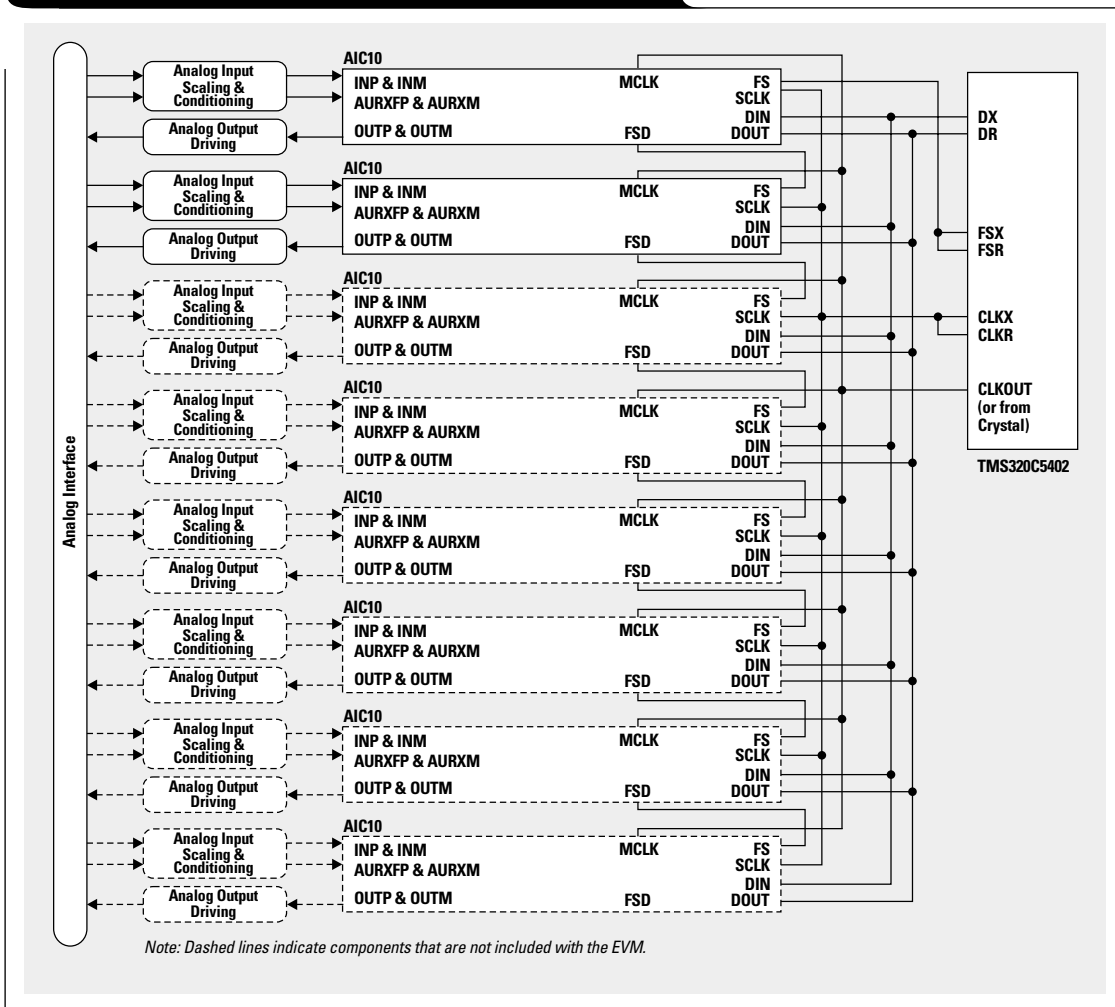 Analog Interface
Analog Input
Scaling &
Conditioning
Analog Output
Driving
AIC10
INP & INM
AURXFP & AURXM
OUTP & OUTM
MCLK
FSD
FS
SCLK
DIN
DOUT
Analog Input
Scaling &
Conditioning
Analog Output
Driving
AIC10
INP & INM
AURXFP & AURXM
OUTP & OUTM
MCLK
FSD
FS
SCLK
DIN
DOUT
Analog Input
Scaling &
Conditioning
Analog Output
Driving
AIC10
INP & INM
AURXFP & AURXM
OUTP & OUTM
MCLK
FSD
FS
SCLK
DIN
DOUT
Analog Input
Scaling &
Conditioning
Analog Output
Driving
AIC10
INP & INM
AURXFP & AURXM
OUTP & OUTM
MCLK
FSD
FS
SCLK
DIN
DOUT
Analog Input
Scaling &
Conditioning
Analog Output
Driving
AIC10
INP & INM
AURXFP & AURXM
OUTP & OUTM
MCLK
FSD
FS
SCLK
DIN
DOUT
Analog Input
Scaling &
Conditioning
Analog Output
Driving
AIC10
INP & INM
AURXFP & AURXM
OUTP & OUTM
MCLK
FSD
FS
SCLK
DIN
DOUT
Analog Input
Scaling &
Conditioning
Analog Output
Driving
AIC10
INP & INM
AURXFP & AURXM
OUTP & OUTM
MCLK
FSD
FS
SCLK
DIN
DOUT
Analog Input
Scaling &
Conditioning
Analog Output
Driving
AIC10
INP & INM
AURXFP & AURXM
OUTP & OUTM
MCLK
FSD
FS
SCLK
DIN
DOUT
DX
DR
FSX
FSR
CLKX
CLKR
CLKOUT
(or from
Crystal)
TMS320C5402
Note: Dashed lines indicate components that are not included with the EVM.